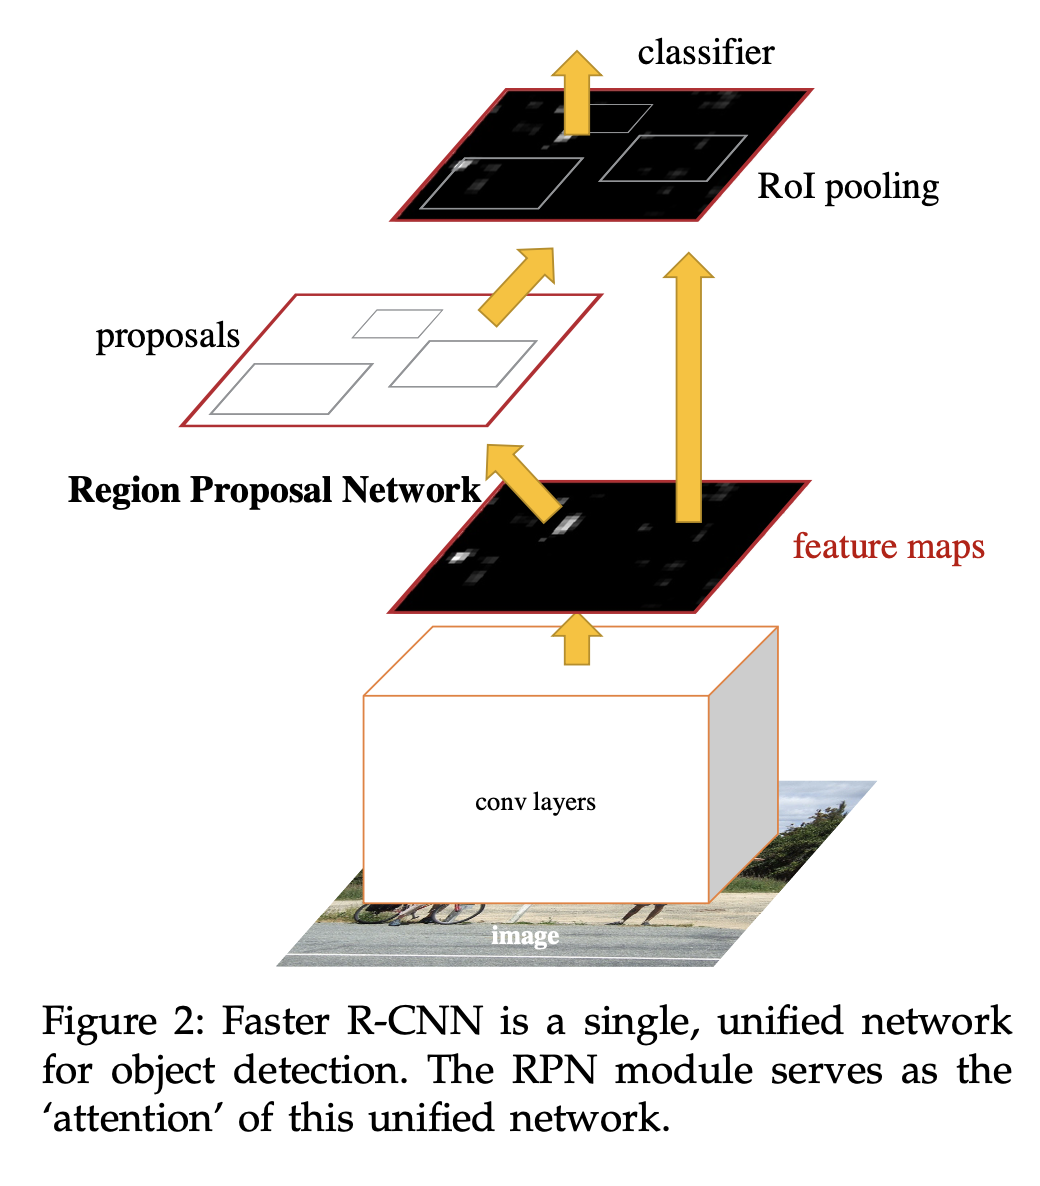 classifier
RoI pooling
proposals
Region Proposal Network
feature maps
conv layers
image
Figure 2: Faster R-CNN is a single, unified network
for object detection. The RPN module serves as the
‘attention’ of this unified network.